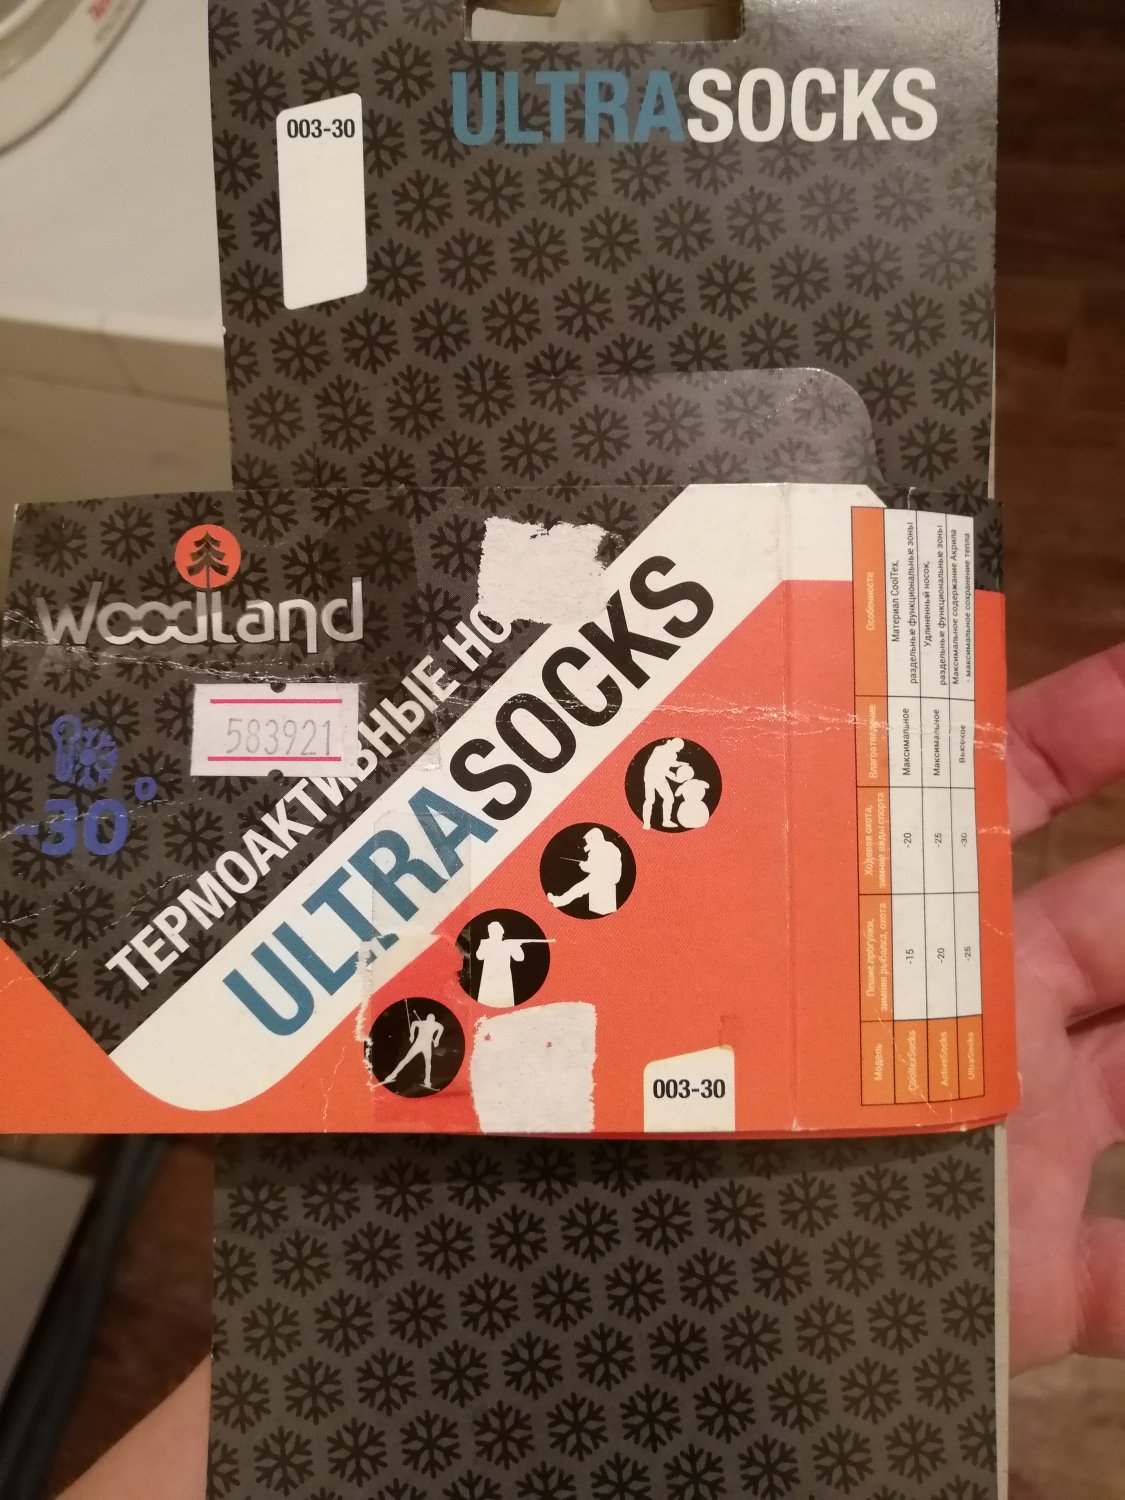 ULTRASOCKS
003-30
WoodLand
583921
-30°
ТЕРМОАКТИВНЫЕ НО
ULTRASOCKS
003-30
Модель
Пешие прогулки,
зимняя рыбалка, охота
Ходовая охота,
зимние виды спорта
Влагоотведение
Особенности
CooltexSocks
-15
-20
Максимальное
Материал CoolTex,
раздельные функциональные зоны
ActiveSocks
-20
-25
Максимальное
Удлиненный носок,
раздельные функциональные зоны
UltraSocks
-25
-30
Высокое
Максимальное содержание Акрила
- максимальное сохранение тепла